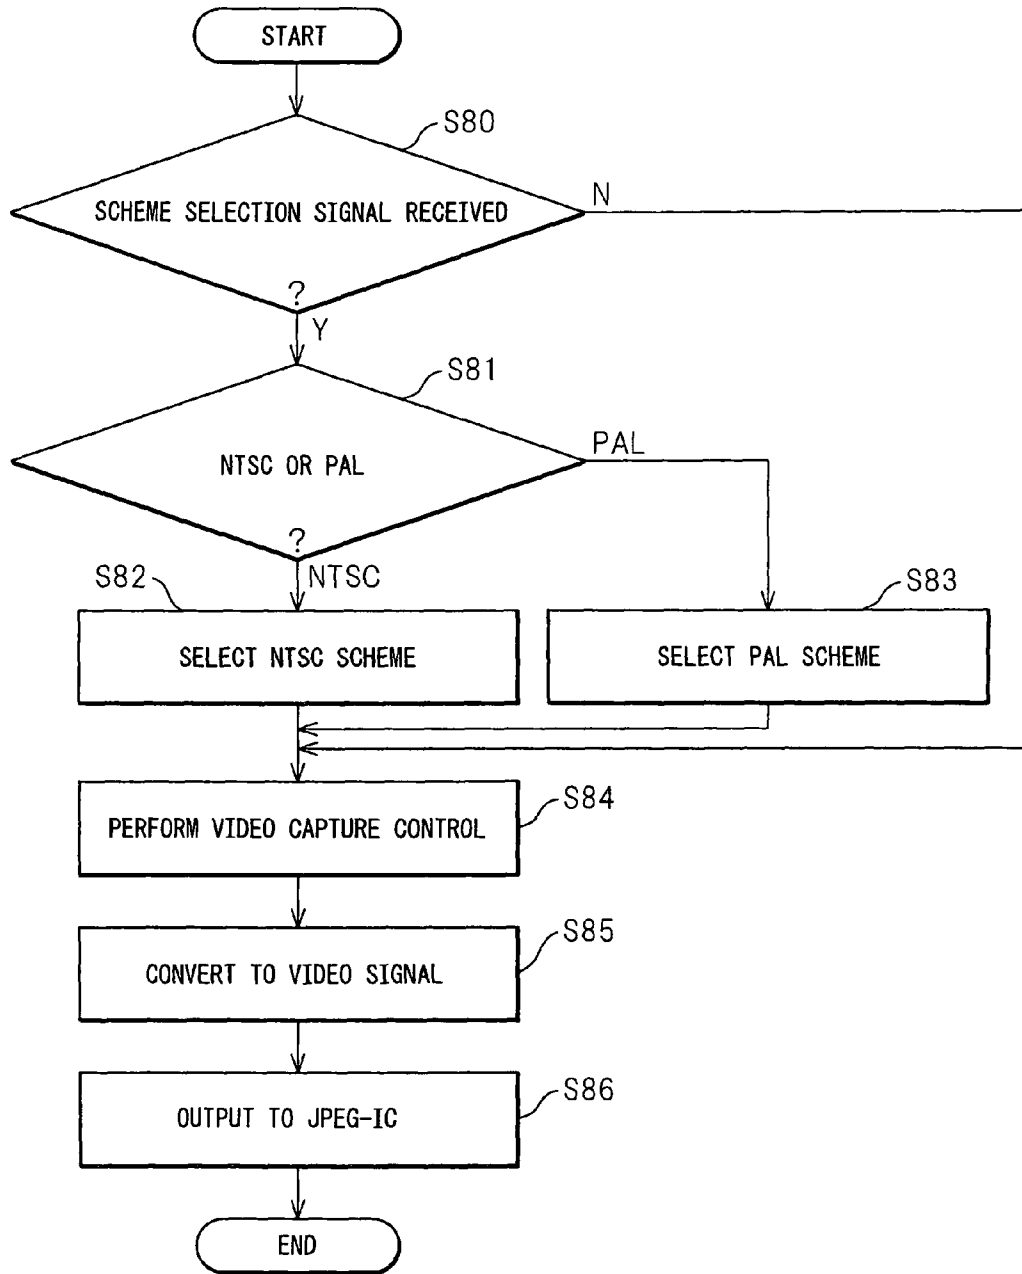 START
S80
SCHEME SELECTION SIGNAL RECEIVED
?
N
Y
S81
NTSC OR PAL
?
PAL
NTSC
S82
SELECT NTSC SCHEME
S83
SELECT PAL SCHEME
S84
PERFORM VIDEO CAPTURE CONTROL
S85
CONVERT TO VIDEO SIGNAL
S86
OUTPUT TO JPEG-IC
END